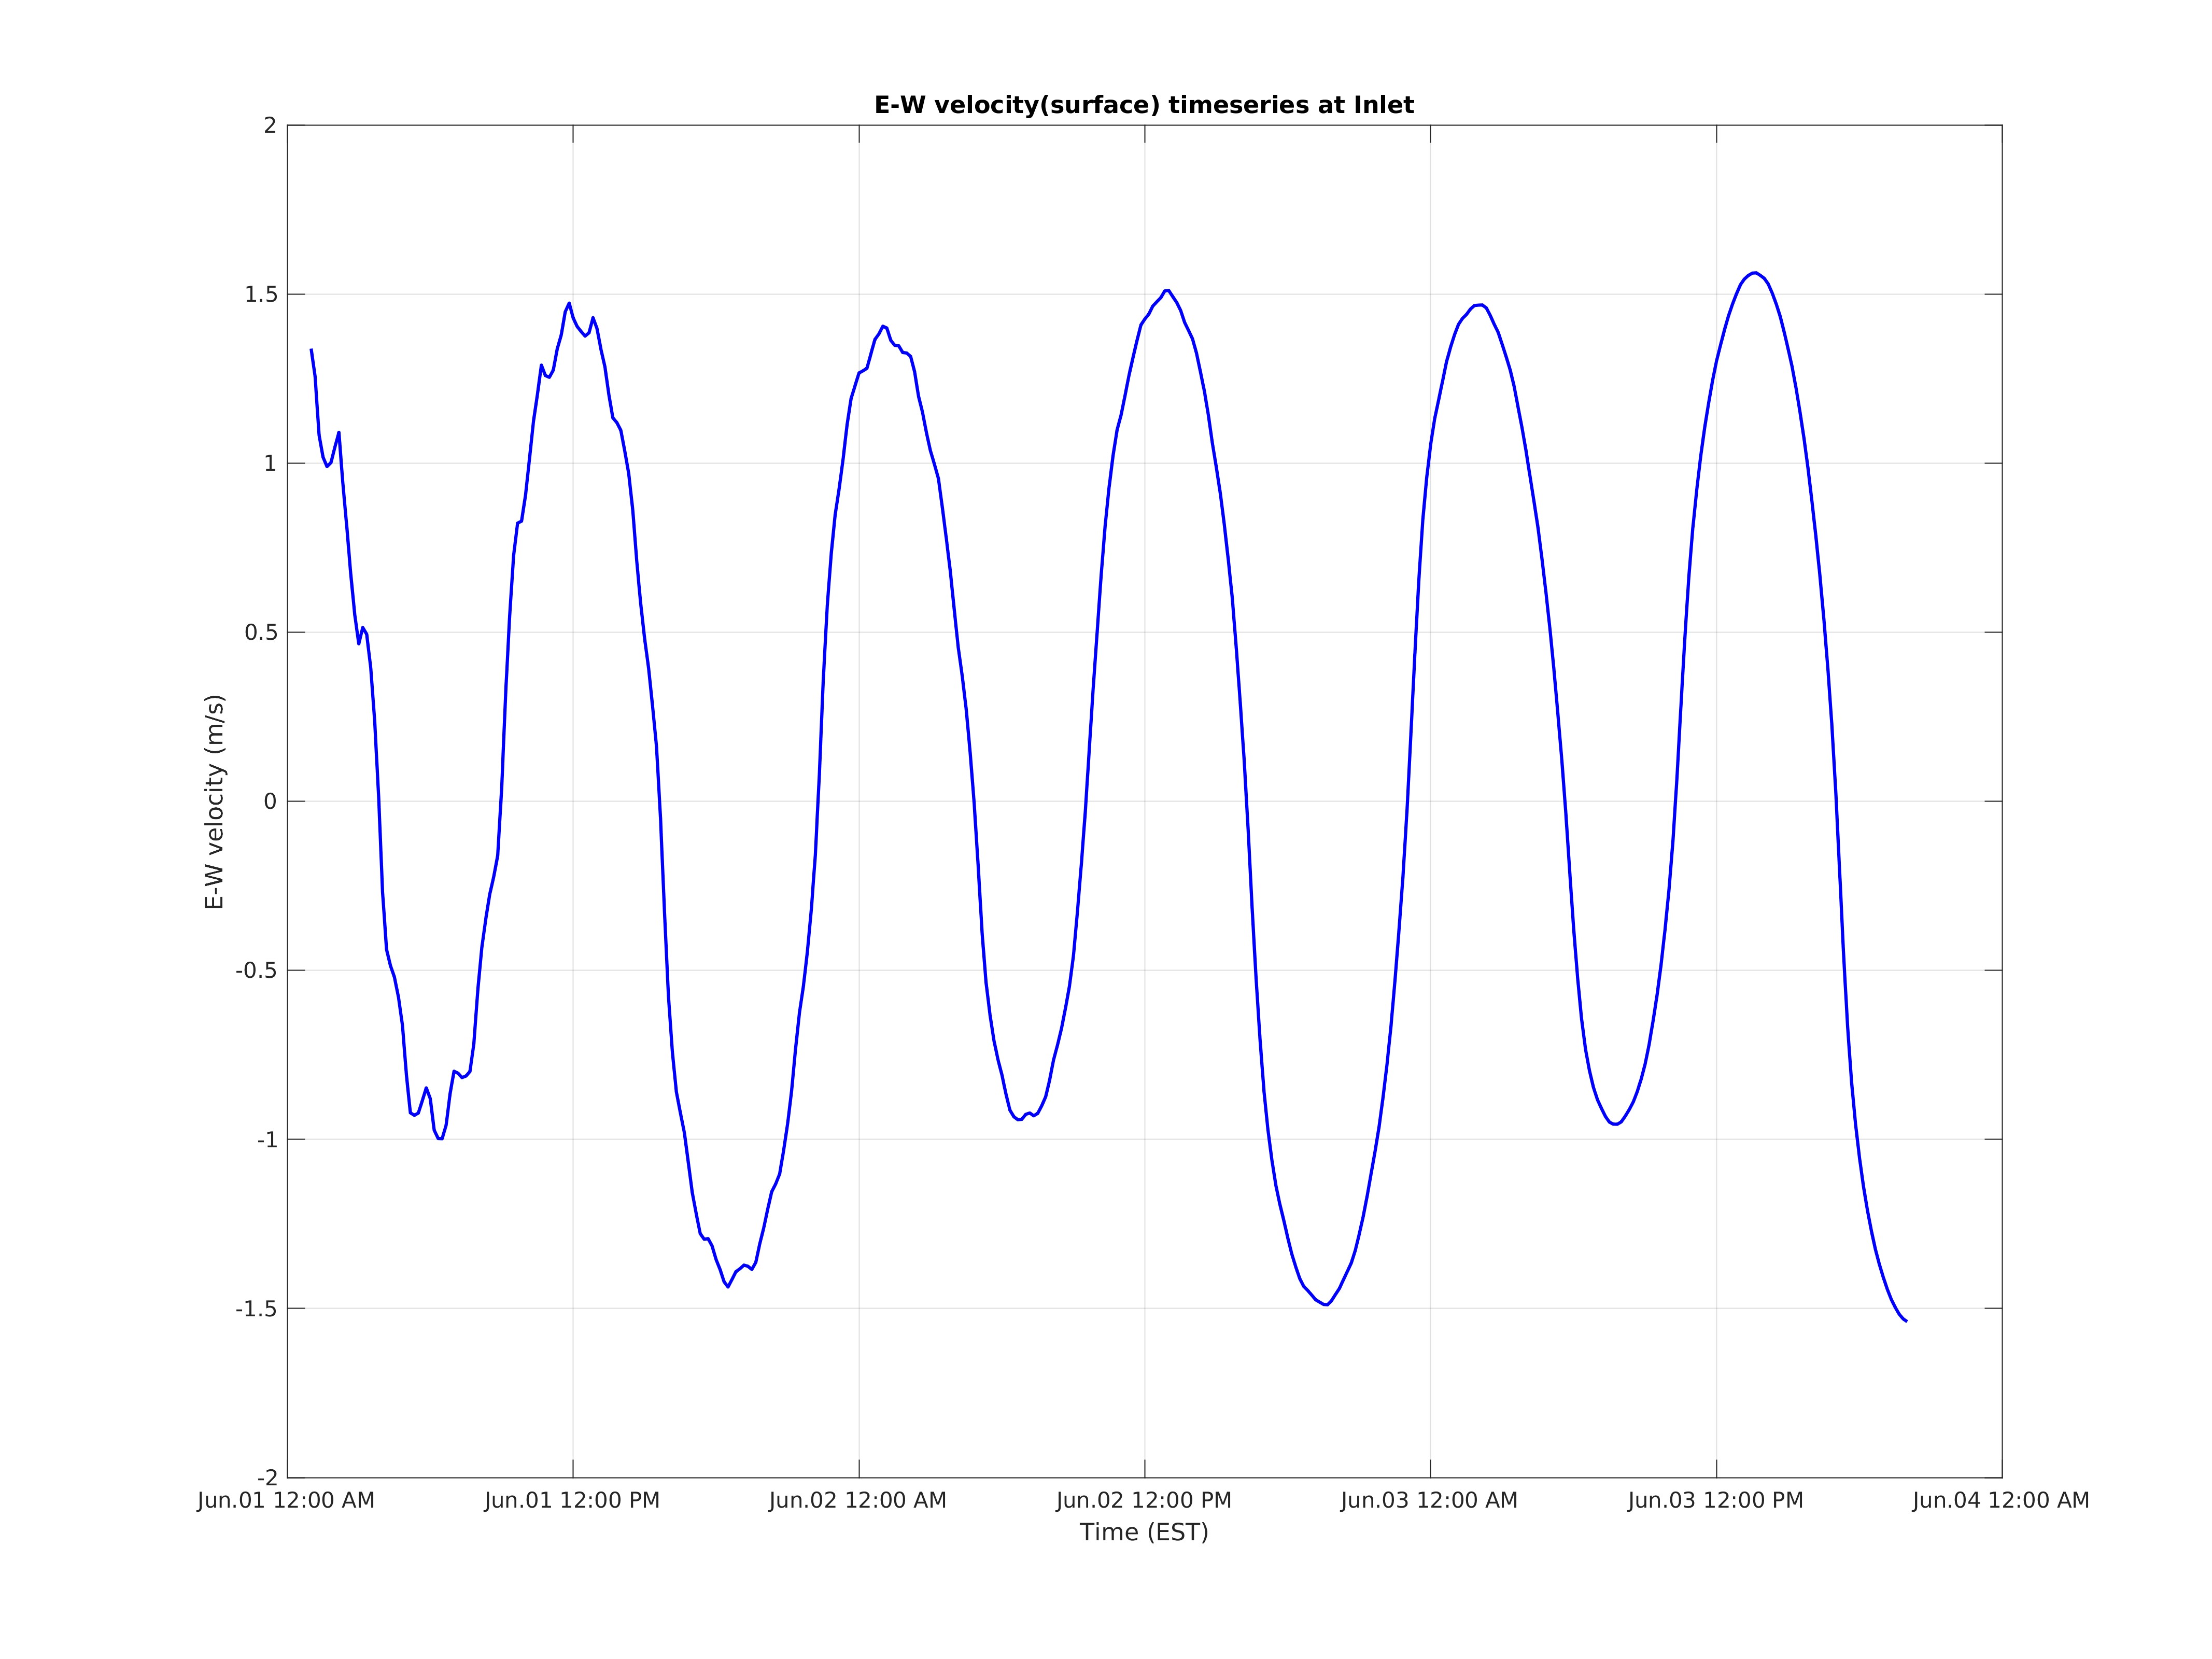 E-W velocity(surface) timeseries at Inlet
2
1.5
1
0.5
0
-0.5
-1
-1.5
-2
E-W velocity (m/s)
Jun.01 12:00 AM Jun.01 12:00 PM Jun.02 12:00 AM Jun.02 12:00 PM Jun.03 12:00 AM Jun.03 12:00 PM Jun.04 12:00 AM
Time (EST)